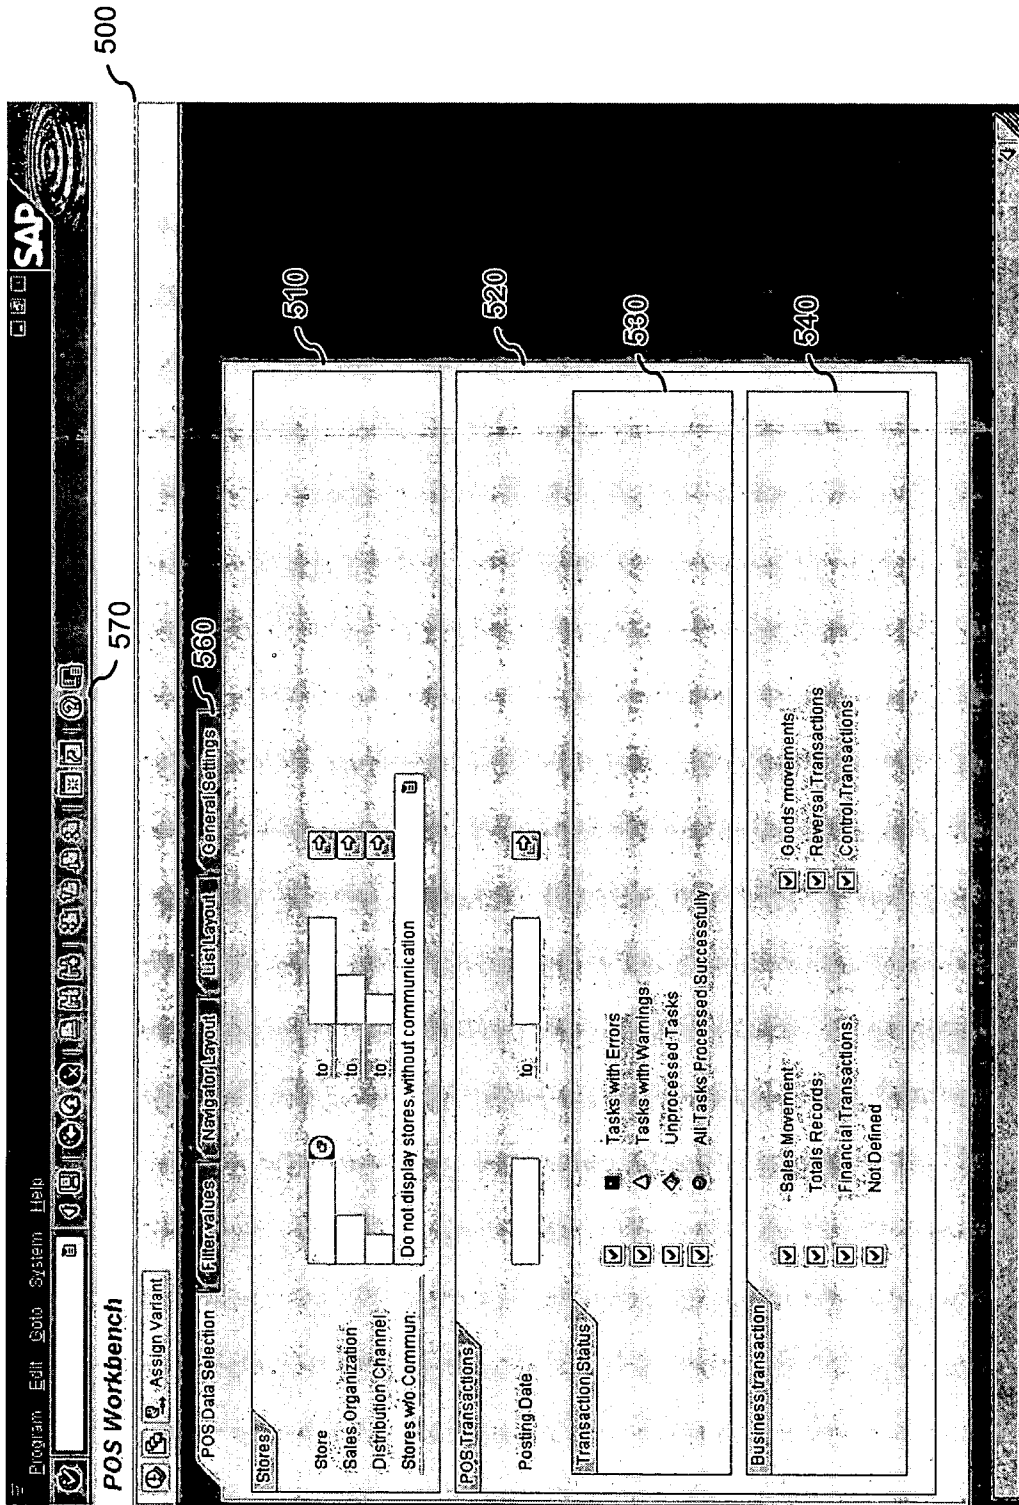 Program Edit Goto System Help
SAP
POS Workbench
570
500
Assign Variant
POS Data Selection Filtervalues Navigator Layout List Layout General Settings
560
Stores
510
Store to
Sales Organization to
Distribution Channel to
Stores w/o Commun. Do not display stores without communication
POS Transactions
520
Posting Date to
Transaction Status
530
Tasks with Errors
Tasks with Warnings
Unprocessed Tasks
All Tasks Processed Successfully
Business transaction
540
Sales Movement Goods movements
Totals Records Reversal Transactions
Financial Transactions Control Transactions
Not Defined